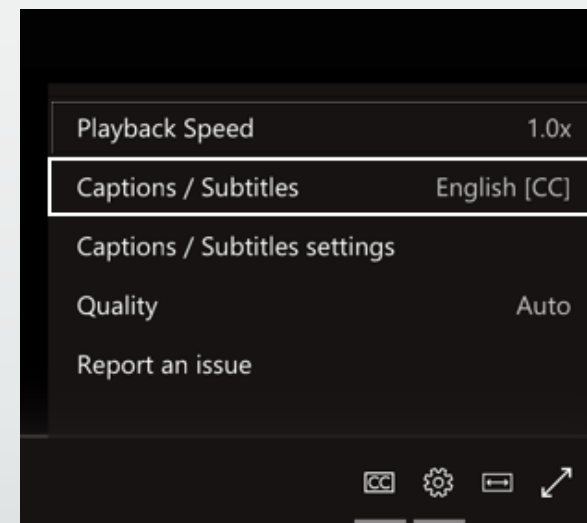 Playback Speed 1.0x
Captions / Subtitles English [CC]
Captions / Subtitles settings
Quality Auto
Report an issue
CC